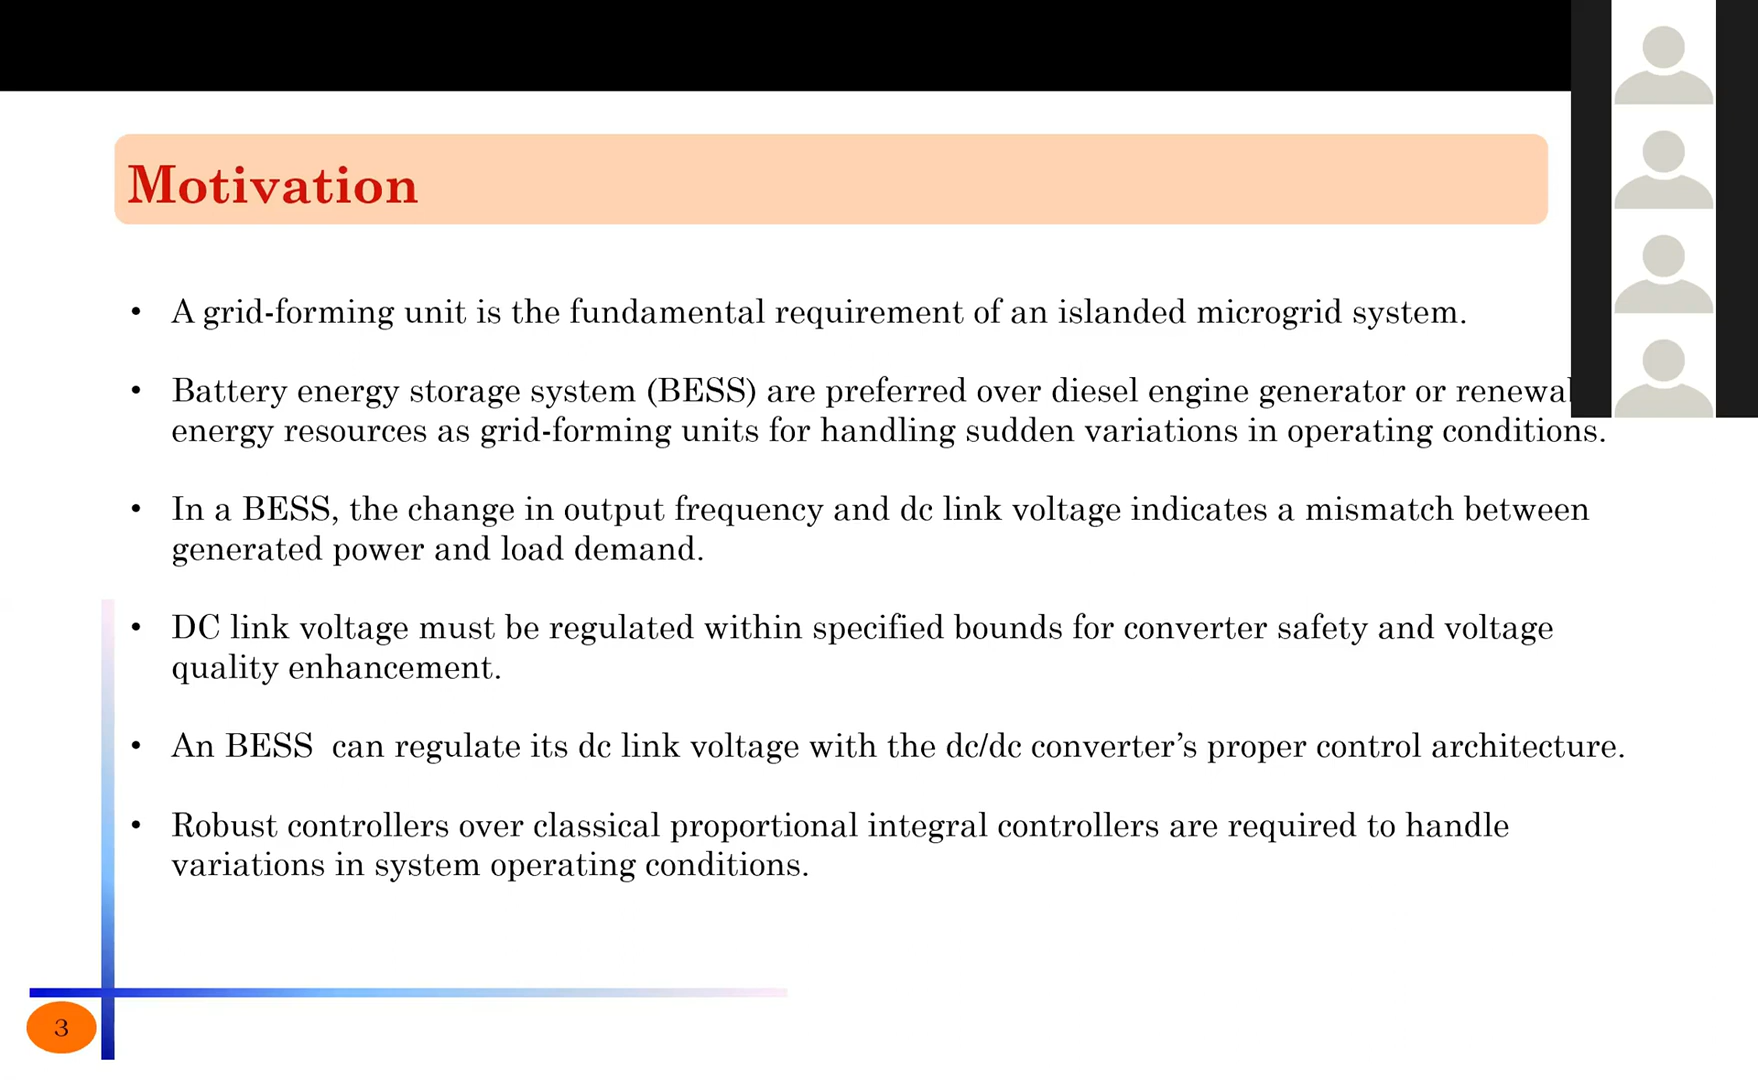 Motivation
• A grid-forming unit is the fundamental requirement of an islanded microgrid system.
• Battery energy storage system (BESS) are preferred over diesel engine generator or
energy resources as grid-forming units for handling sudden variations in operating conditions.
• In a BESS, the change in output frequency and dc link voltage indicates a mismatch between
generated power and load demand.
• DC link voltage must be regulated within specified bounds for converter safety and voltage
quality enhancement.
• An BESS  can regulate its dc link voltage with the dc/dc converter’s proper control architecture.
• Robust controllers over classical proportional integral controllers are required to handle
variations in system operating conditions.
3